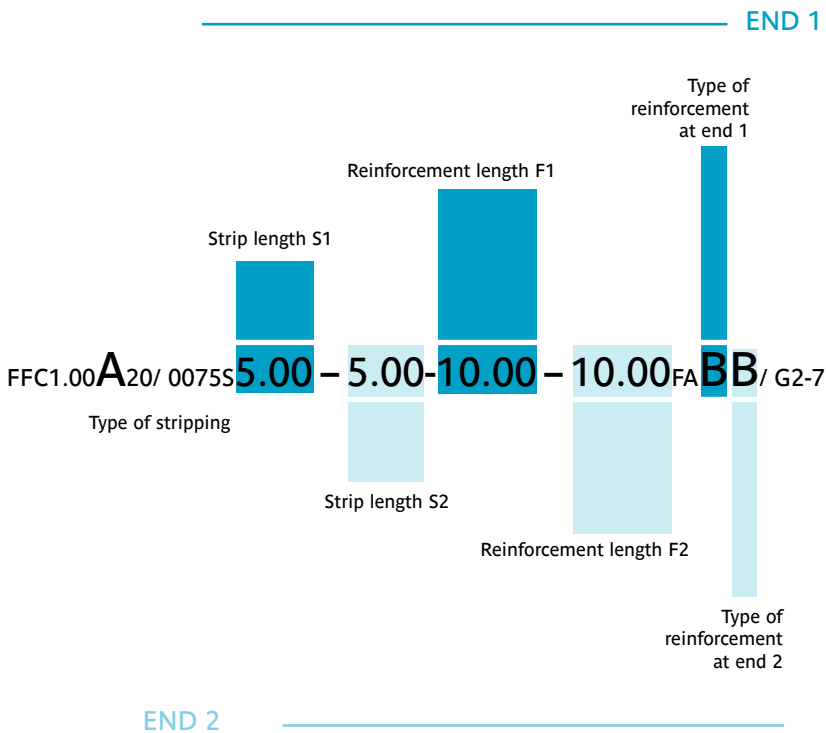 END 1
Type of
reinforcement
at end 1
Reinforcement length F1
Strip length S1
FFC1.00A20/ 0075S5.00 – 5.00-10.00 – 10.00FABB/ G2-7
Type of stripping
Strip length S2
Reinforcement length F2
Type of
reinforcement
at end 2
END 2